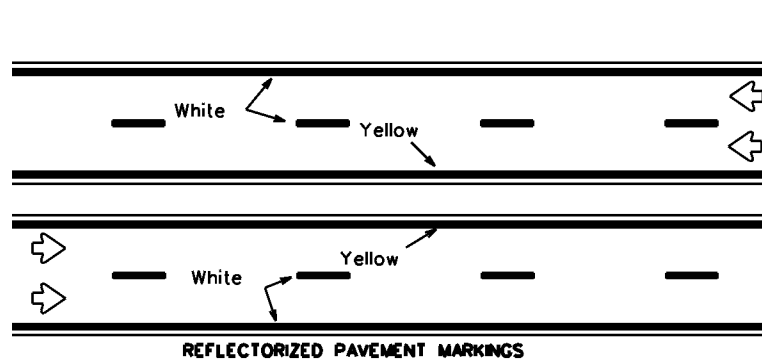 White
Yellow
Yellow
White
REFLECTORIZED PAVEMENT MARKINGS